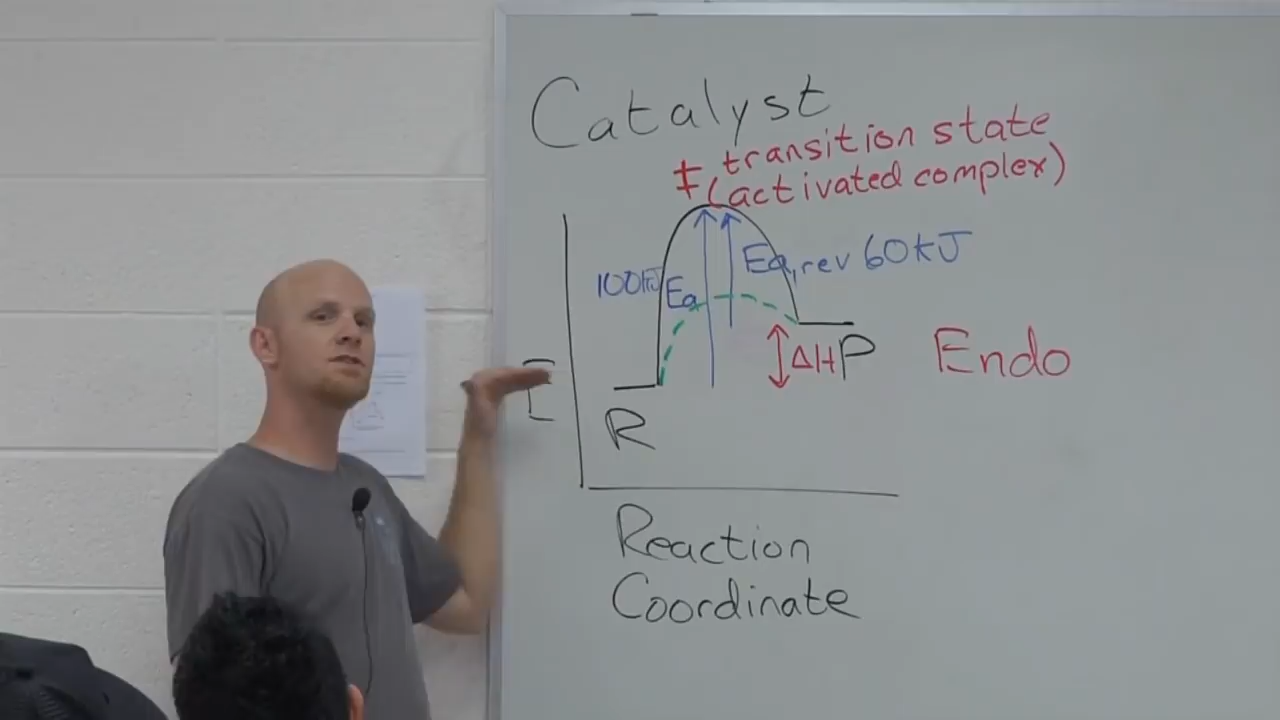 Catalyst
‡ transition state
(activated complex)
100kJ Ea Ea,rev 60kJ
ΔH P Endo
E
R
Reaction
Coordinate